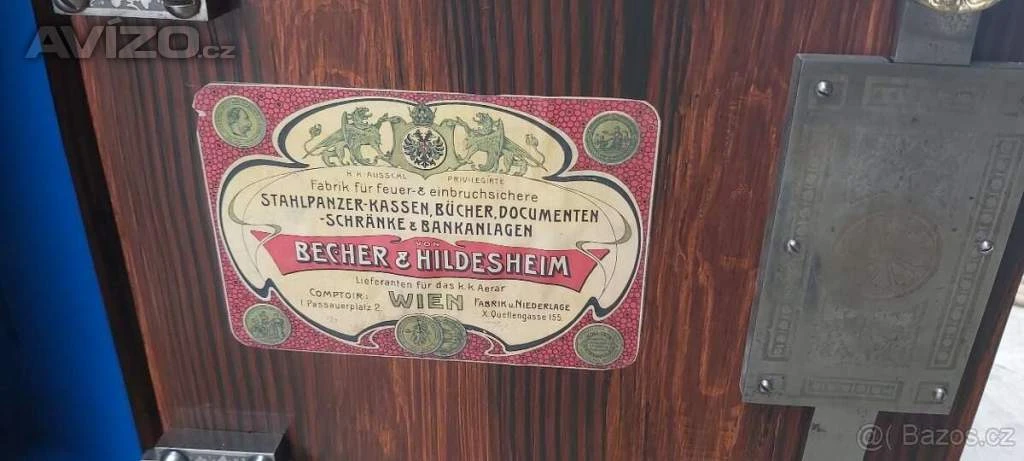 AVÍZO.cz
K.K. AUSSCHL. PRIVILEGIRTE
Fabrik für feuer-& einbruchsichere
STAHLPANZER-KASSEN, BÜCHER, DOCUMENTEN
-SCHRÄNKE & BANKANLAGEN
VON
BECHER & HILDESHEIM
Lieferanten für das k.k. Aerar
COMPTOIR: WIEN FABRIK u. NIEDERLAGE
I. Passauerplatz 2. X. Quellengasse 155.
@ Bazos.cz